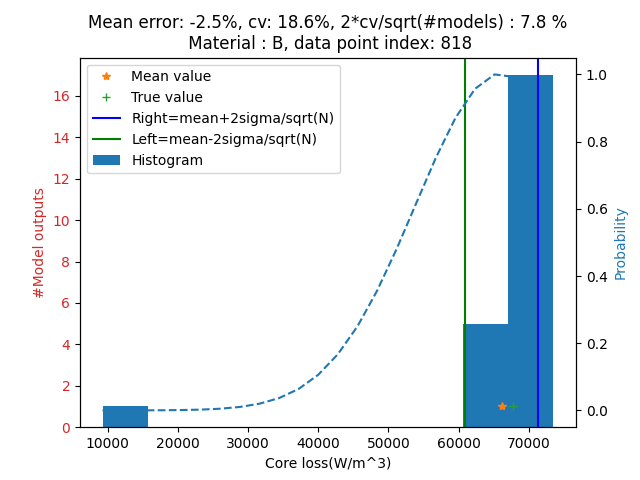 Mean error: -2.5%, cv: 18.6%, 2*cv/sqrt(#models) : 7.8 %
Material : B, data point index: 818
Mean value
True value
Right=mean+2sigma/sqrt(N)
Left=mean-2sigma/sqrt(N)
Histogram
#Model outputs
16
14
12
10
8
6
4
2
0
1.0
0.8
0.6
0.4
0.2
0.0
Probability
10000 20000 30000 40000 50000 60000 70000
Core loss(W/m^3)